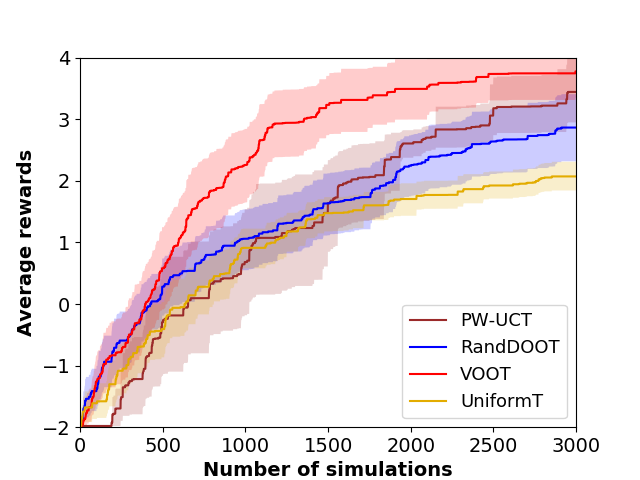 4
3
2
1
0
−1
−2
Average rewards
PW-UCT
RandDOOT
VOOT
UniformT
0 500 1000 1500 2000 2500 3000
Number of simulations